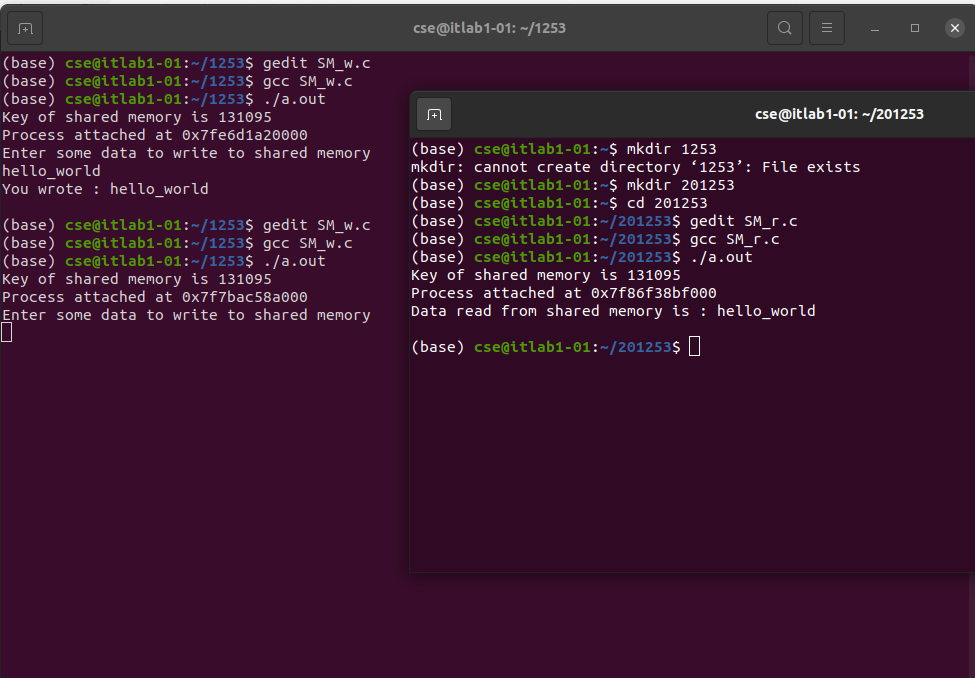 cse@itlab1-01: ~/1253
(base) cse@itlab1-01:~/1253$ gedit SM_w.c
(base) cse@itlab1-01:~/1253$ gcc SM_w.c
(base) cse@itlab1-01:~/1253$ ./a.out
Key of shared memory is 131095
Process attached at 0x7fe6d1a20000
Enter some data to write to shared memory
hello_world
You wrote : hello_world
(base) cse@itlab1-01:~/1253$ gedit SM_w.c
(base) cse@itlab1-01:~/1253$ gcc SM_w.c
(base) cse@itlab1-01:~/1253$ ./a.out
Key of shared memory is 131095
Process attached at 0x7f7bac58a000
Enter some data to write to shared memory
cse@itlab1-01: ~/201253
(base) cse@itlab1-01:~$ mkdir 1253
mkdir: cannot create directory ‘1253’: File exists
(base) cse@itlab1-01:~$ mkdir 201253
(base) cse@itlab1-01:~$ cd 201253
(base) cse@itlab1-01:~/201253$ gedit SM_r.c
(base) cse@itlab1-01:~/201253$ gcc SM_r.c
(base) cse@itlab1-01:~/201253$ ./a.out
Key of shared memory is 131095
Process attached at 0x7f86f38bf000
Data read from shared memory is : hello_world
(base) cse@itlab1-01:~/201253$